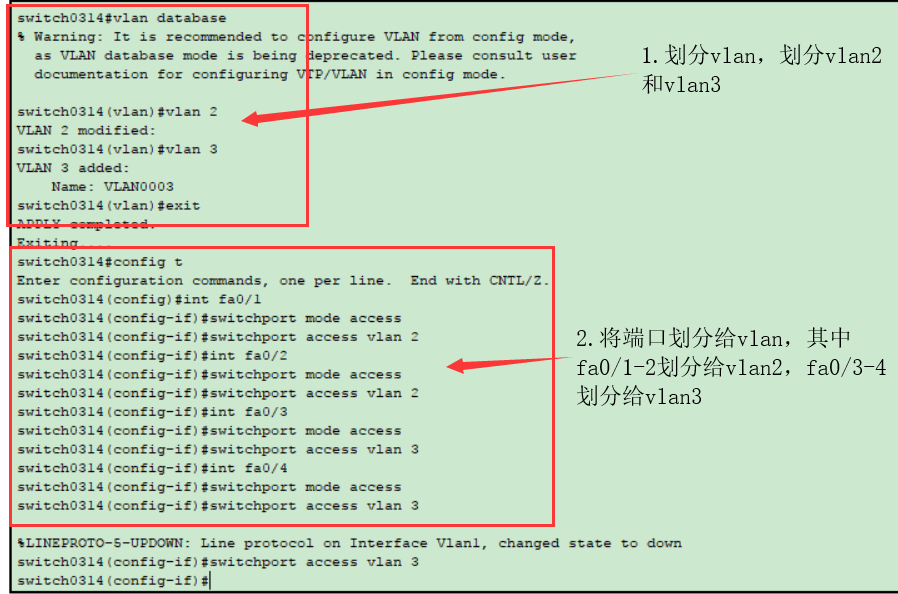 switch0314#vlan database
% Warning: It is recommended to configure VLAN from config mode,
  as VLAN database mode is being deprecated. Please consult user
  documentation for configuring VTP/VLAN in config mode.
switch0314(vlan)#vlan 2
VLAN 2 modified:
switch0314(vlan)#vlan 3
VLAN 3 added:
    Name: VLAN0003
switch0314(vlan)#exit
APPLY completed.
Exiting....
switch0314#config t
Enter configuration commands, one per line.  End with CNTL/Z.
switch0314(config)#int fa0/1
switch0314(config-if)#switchport mode access
switch0314(config-if)#switchport access vlan 2
switch0314(config-if)#int fa0/2
switch0314(config-if)#switchport mode access
switch0314(config-if)#switchport access vlan 2
switch0314(config-if)#int fa0/3
switch0314(config-if)#switchport mode access
switch0314(config-if)#switchport access vlan 3
switch0314(config-if)#int fa0/4
switch0314(config-if)#switchport mode access
switch0314(config-if)#switchport access vlan 3
%LINEPROTO-5-UPDOWN: Line protocol on Interface Vlan1, changed state to down
switch0314(config-if)#switchport access vlan 3
switch0314(config-if)#
1.划分vlan，划分vlan2
和vlan3
2.将端口划分给vlan，其中
fa0/1-2划分给vlan2，fa0/3-4
划分给vlan3